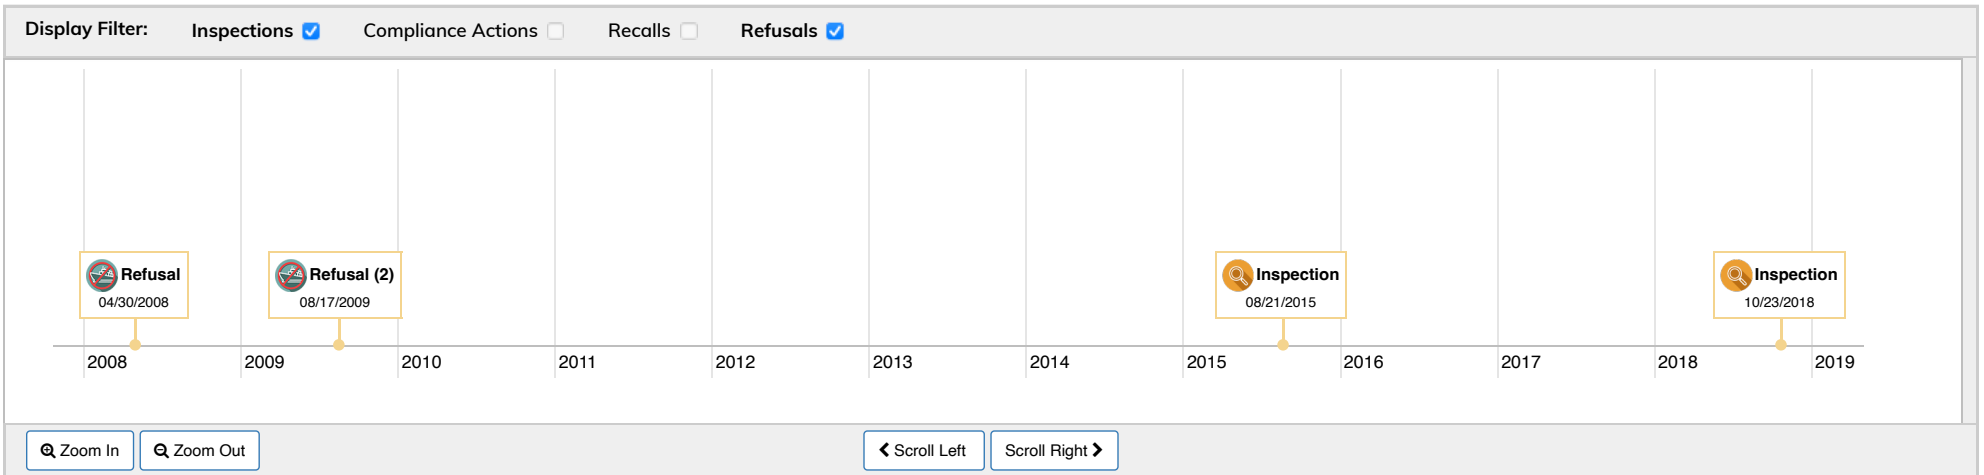 Display Filter: Inspections Compliance Actions Recalls Refusals
Refusal
04/30/2008
Refusal (2)
08/17/2009
Inspection
08/21/2015
Inspection
10/23/2018
2008 2009 2010 2011 2012 2013 2014 2015 2016 2017 2018 2019
Zoom In Zoom Out Scroll Left Scroll Right